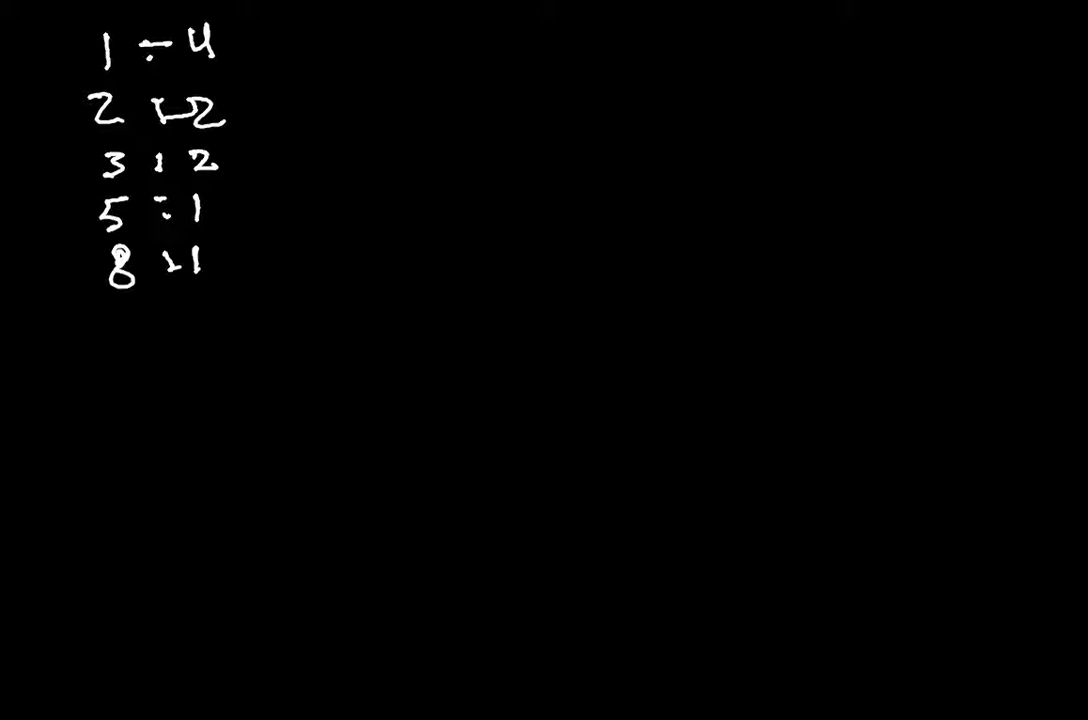 1 ÷ 4
2 : 2
3 : 2
5 : 1
8 : 1